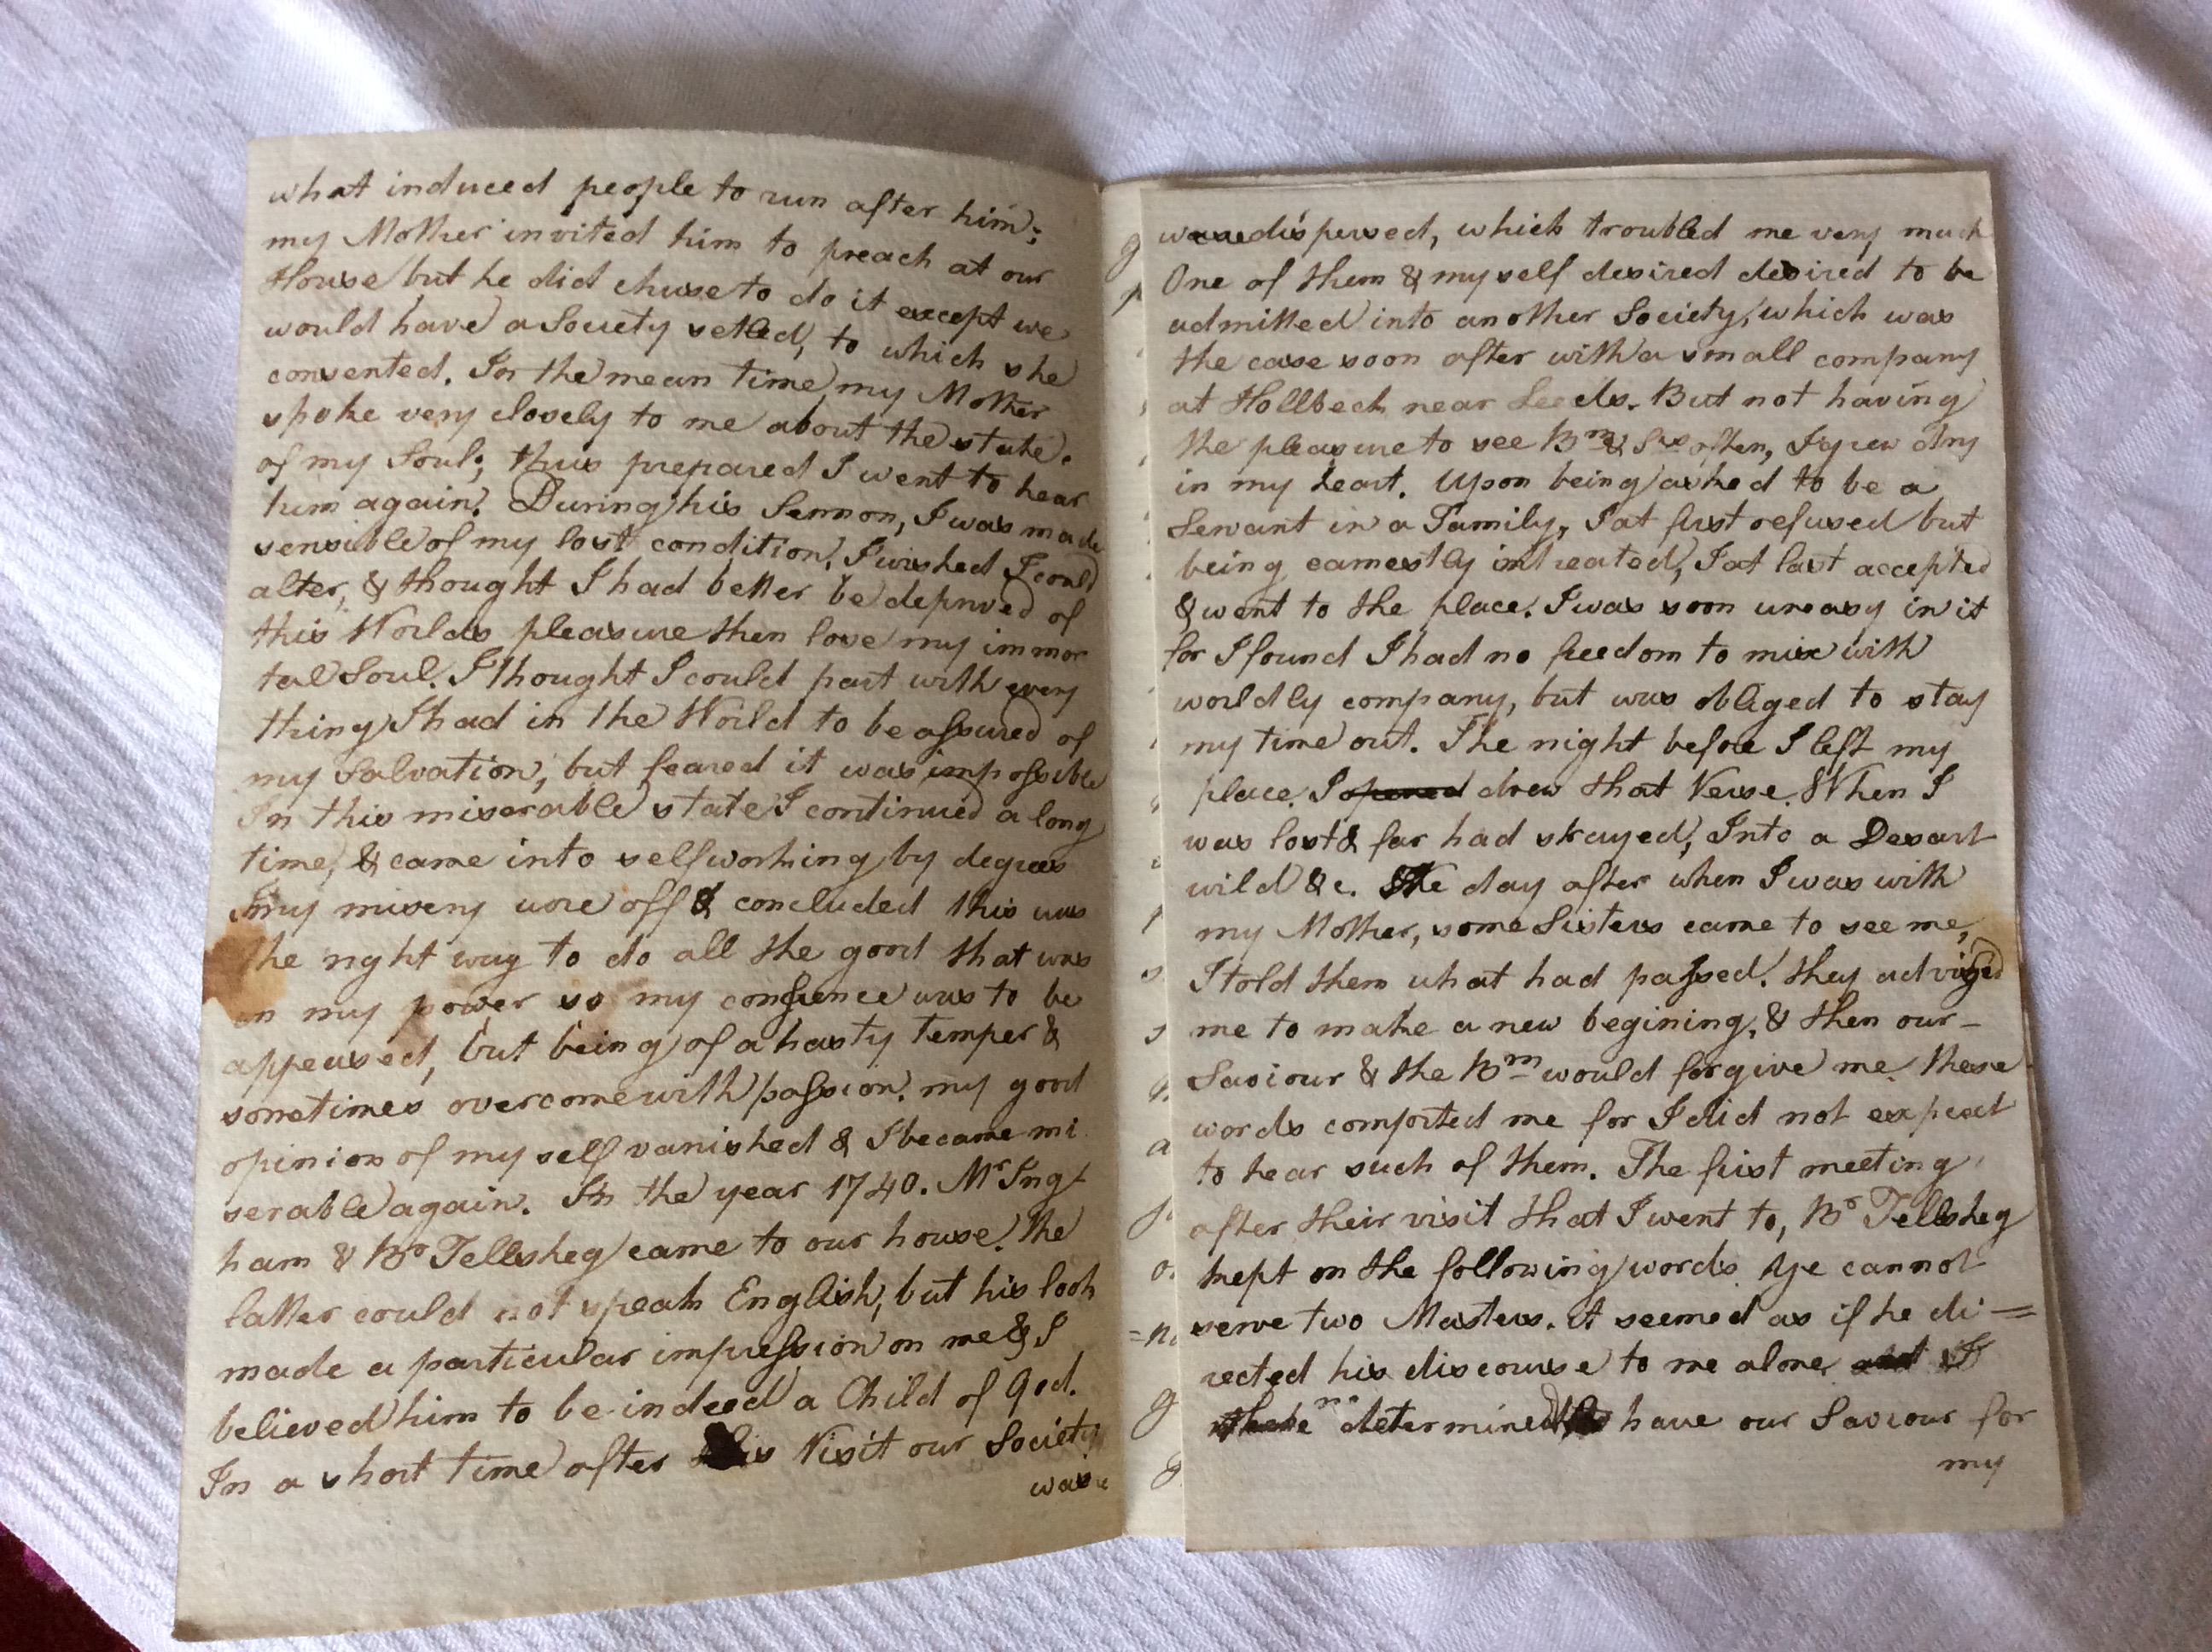 what induced people to run after him;
my Mother invited him to preach at our
House but he did chuse to do it except we
would have a Society setled, to which she
consented. In the mean time, my Mother
spoke very closely to me about the state
of my Soul; thus prepared I went to hear
him again. During his Sermon, I was made
sensible of my lost condition, I wished I could
alter, & thought I had better be deprived of
this Worlds pleasure then lose my immor
tal Soul. I thought I could part with every
thing I had in the World to be assured of
my Salvation, but feared it was impossible
In this miserable state I continued a long
time, & came into selfworking by degrees
my misery wore off & concluded this was
the right way to do all the good that was
in my power so my consience was to be
appeased, but being of a hasty temper &
sometimes overcome with passion. my good
opinion of my self vanished & I became mi
serable again. In the year 1740. Mr Ing
ham & Br Tellsheg came to our house. the
latter could not speak English, but his look
made a particular impression on me & I
believed him to be indeed a Child of God.
In a short time after this Visit our Society
was
dispersed, which troubled me very much
One of them & myself desired desired to be
admitted into another Society, which was
the case soon after with a small company
at Hollbeck near Leeds. But not having
the pleasure to see Brn & Srs often, I grew dry
in my heart. Upon being asked to be a
Servant in a Family, I at first refused but
being earnestly intreated, I at last accepted
& went to the place. I was soon uneasy in it
for I found I had no freedom to mix with
worldly company, but was obliged to stay
my time out. The night before I left my
place. I opened drew that Verse. When I
was lost & far had strayed, Into a Desart
wild &c. The day after when I was with
my Mother, some Sisters came to see me,
I told them what had passed. they advised
me to make a new begining, & then our
Saviour & the Brn would forgive me. these
words comforted me for I did not expect
to hear such of them. The first meeting
after their visit that I went to, Br Tellsheg
kept on the following words. Ye cannot
serve two Masters. It seemed as if he di=
rected his discourse to me alone and I
determined to have our Saviour for
my